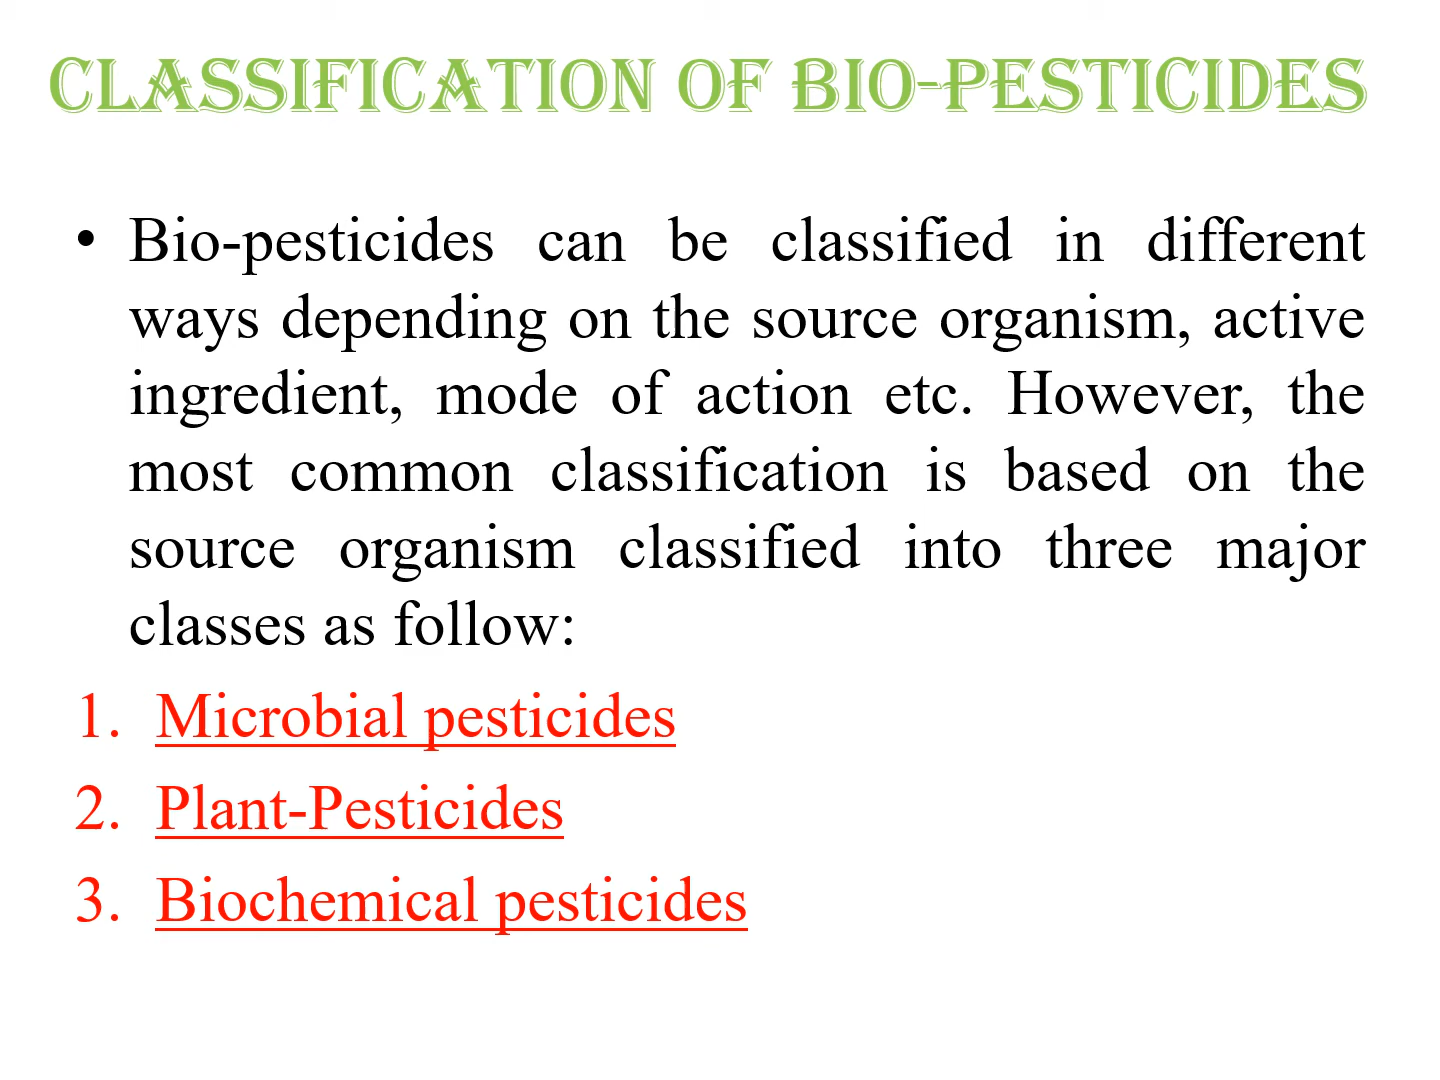 CLASSIFICATION OF BIO-PESTICIDES
• Bio-pesticides can be classified in different
ways depending on the source organism, active
ingredient, mode of action etc. However, the
most common classification is based on the
source organism classified into three major
classes as follow:
1. Microbial pesticides
2. Plant-Pesticides
3. Biochemical pesticides